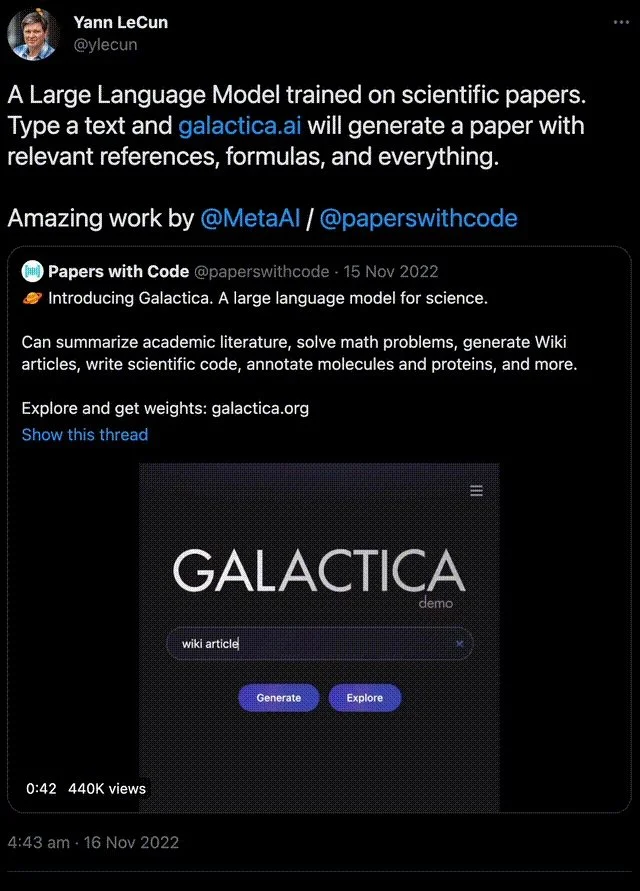 Yann LeCun
@ylecun
A Large Language Model trained on scientific papers.
Type a text and galactica.ai will generate a paper with
relevant references, formulas, and everything.
Amazing work by @MetaAI / @paperswithcode
Papers with Code @paperswithcode · 15 Nov 2022
🪐 Introducing Galactica. A large language model for science.
Can summarize academic literature, solve math problems, generate Wiki
articles, write scientific code, annotate molecules and proteins, and more.
Explore and get weights: galactica.org
Show this thread
GALACTICA
demo
wiki article
Generate Explore
0:42 440K views
4:43 am · 16 Nov 2022